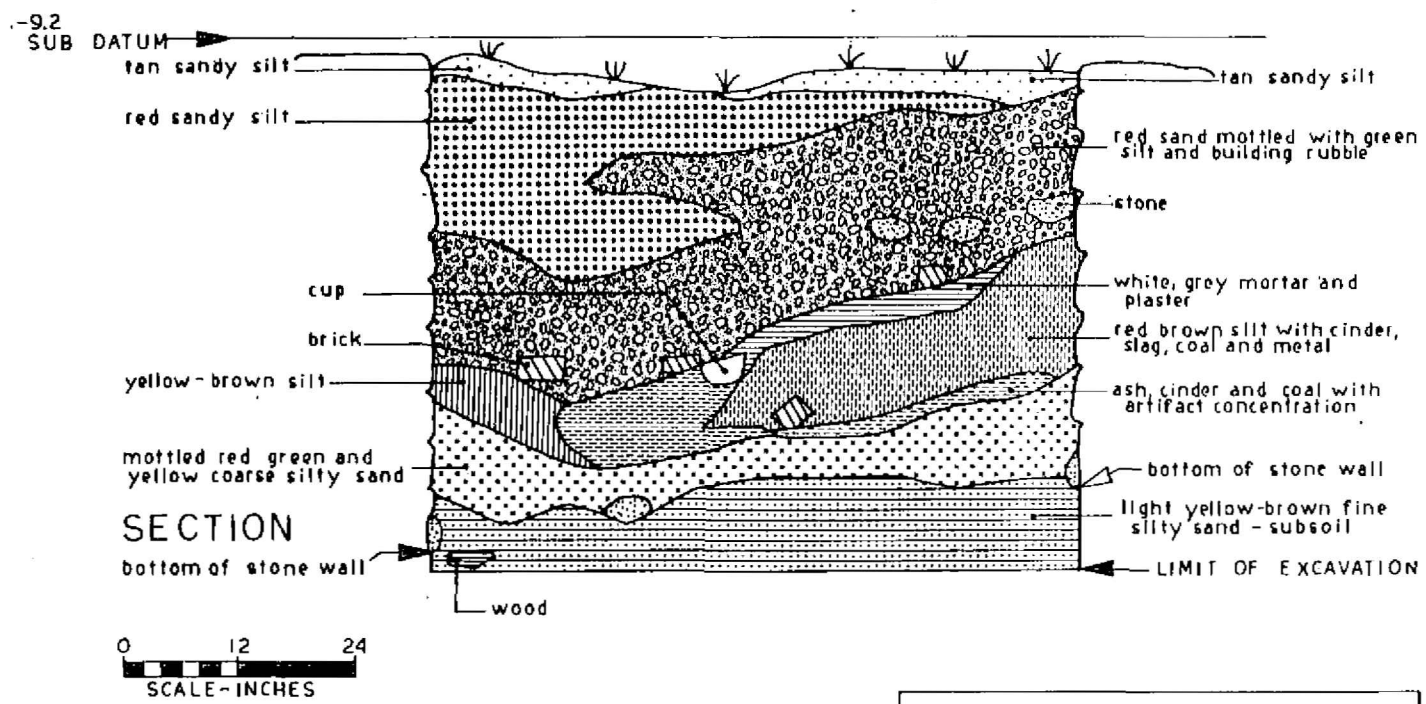 -9.2
SUB DATUM
tan sandy silt
red sandy silt
cup
brick
yellow-brown silt
mottled red green and
yellow coarse silty sand
SECTION
bottom of stone wall
wood
0 12 24
SCALE-INCHES
tan sandy silt
red sand mottled with green
silt and building rubble
stone
white, grey mortar and
plaster
red brown silt with cinder,
slag, coal and metal
ash, cinder and coal with
artifact concentration
bottom of stone wall
light yellow-brown fine
silty sand - subsoil
LIMIT OF EXCAVATION